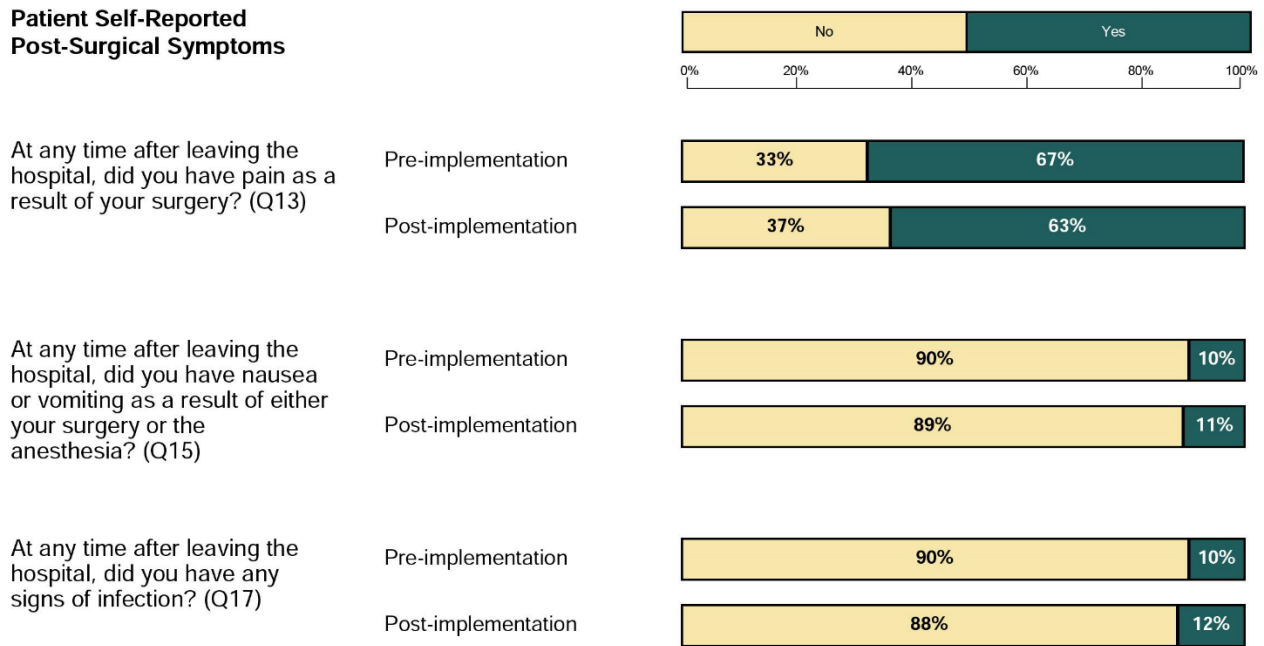 Patient Self-Reported
Post-Surgical Symptoms
No Yes
0% 20% 40% 60% 80% 100%
At any time after leaving the
hospital, did you have pain as a
result of your surgery? (Q13)
Pre-implementation 33% 67%
Post-implementation 37% 63%
At any time after leaving the
hospital, did you have nausea
or vomiting as a result of either
your surgery or the
anesthesia? (Q15)
Pre-implementation 90% 10%
Post-implementation 89% 11%
At any time after leaving the
hospital, did you have any
signs of infection? (Q17)
Pre-implementation 90% 10%
Post-implementation 88% 12%